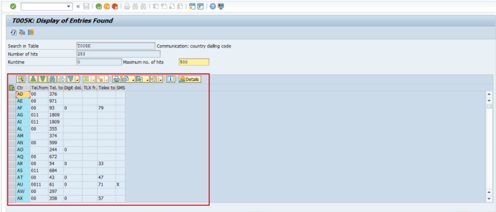 T005K: Display of Entries Found
Search in Table T005K Communication: country dialling code
Number of hits 250
Runtime 0 Maximum no. of hits 500
Details
Ctr Tel.from Tel. to Digit del. TLX fr. Telex to SMS
AD 00 376
AE 00 971
AF 00 93 0 79
AG 011 1809
AI 011 1809
AL 00 355
AM 374
AN 00 599
AO 244 0
AQ 00 672
AR 00 54 0 33
AS 011 684
AT 00 43 0 47
AU 0011 61 0 71 X
AW 00 297
AX 00 358 0 57